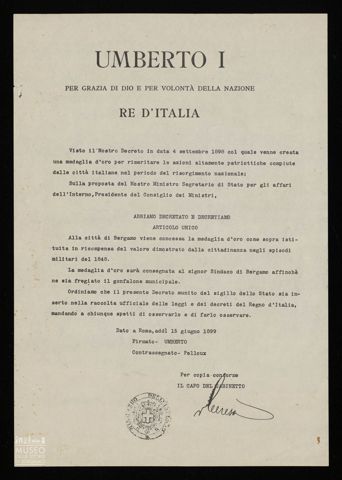 UMBERTO I
PER GRAZIA DI DIO E PER VOLONTÀ DELLA NAZIONE
RE D'ITALIA
Visto il Nostro Decreto in data 4 settembre 1898 col quale venne creata
una medaglia d'oro per rimeritare le azioni altamente patriottiche compiute
dalle città italiane nel periodo del risorgimento nazionale;
Sulla proposta del Nostro Ministro Segretario di Stato per gli affari
dell'Interno, Presidente del Consiglio dei Ministri,
ABBIAMO DECRETATO E DECRETIAMO
ARTICOLO UNICO
Alla città di Bergamo viene concessa la medaglia d'oro come sopra isti-
tuita in ricompensa del valore dimostrato dalla cittadinanza negli episodi
militari del 1848.
La medaglia d'oro sarà consegnata al signor Sindaco di Bergamo affinchè
ne sia fregiato il gonfalone municipale.
Ordiniamo che il presente Decreto munito del sigillo dello Stato sia in-
serto nella raccolta ufficiale delle leggi e dei decreti del Regno d'Italia,
mandando a chiunque spetti di osservarlo e di farlo osservare.
Dato a Roma, addì 15 giugno 1899
Firmato- UMBERTO
Contrassegnato- Pelloux
Per copia conforme
IL CAPO DEL GABINETTO
MUSEO